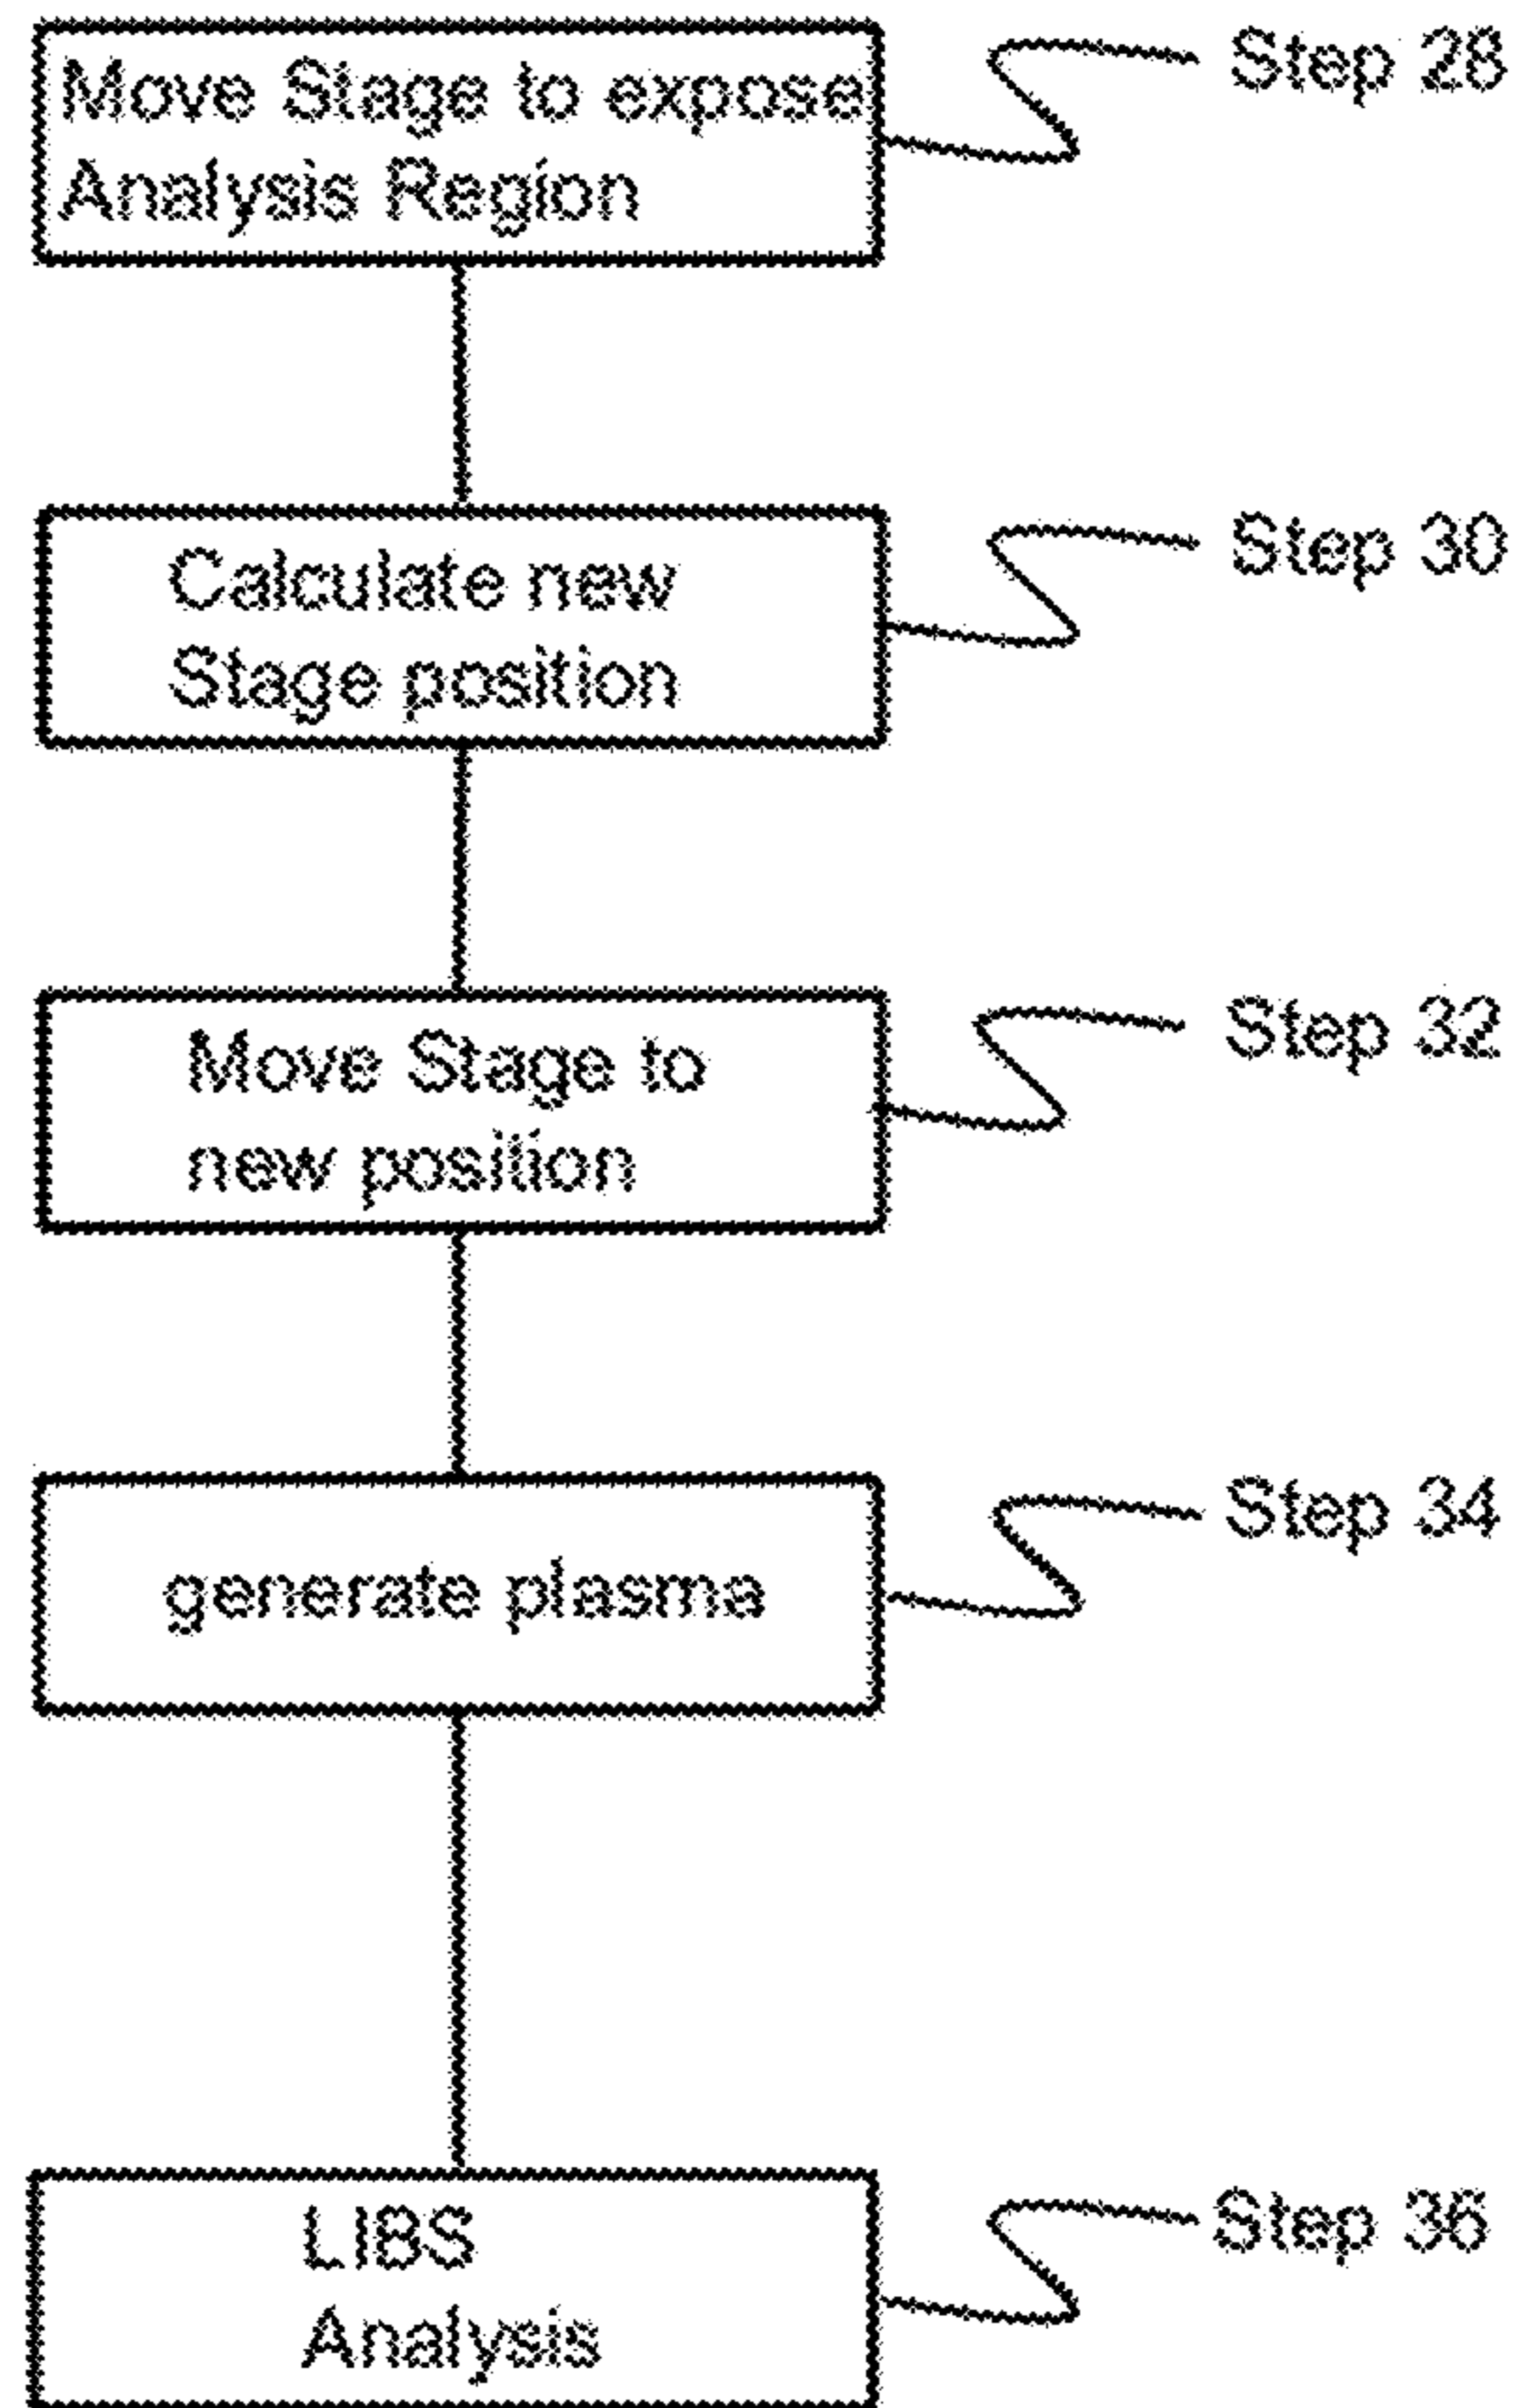 Move Stage to expose
Analysis Region
Step 28
Calculate new
Stage position
Step 30
Move Stage to
new position
Step 32
generate plasma
Step 34
LIBS
Analysis
Step 36